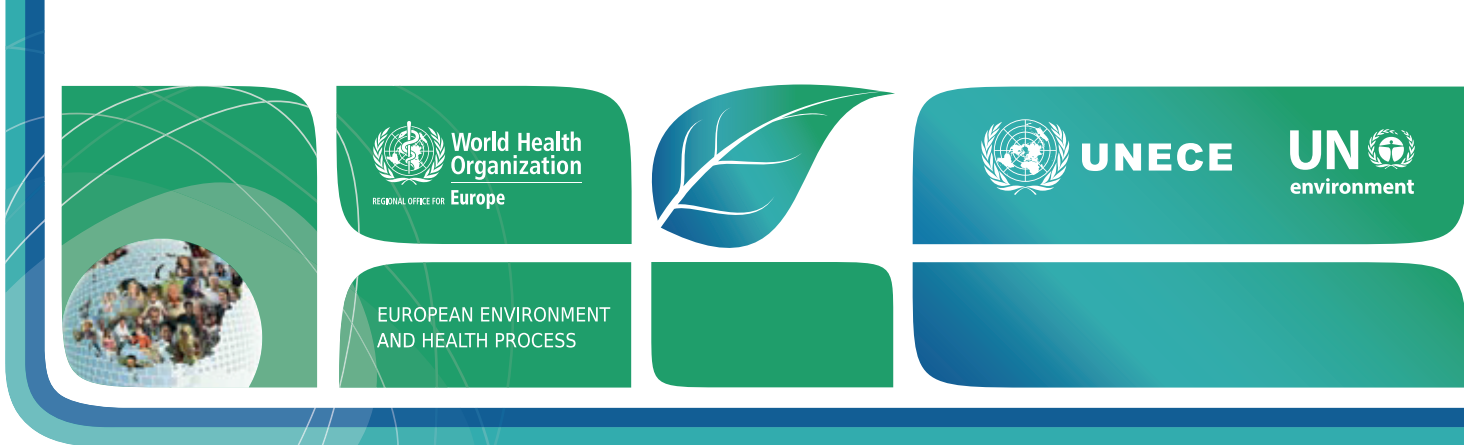 World Health
Organization
REGIONAL OFFICE FOR Europe
UNECE
UN
environment
EUROPEAN ENVIRONMENT
AND HEALTH PROCESS